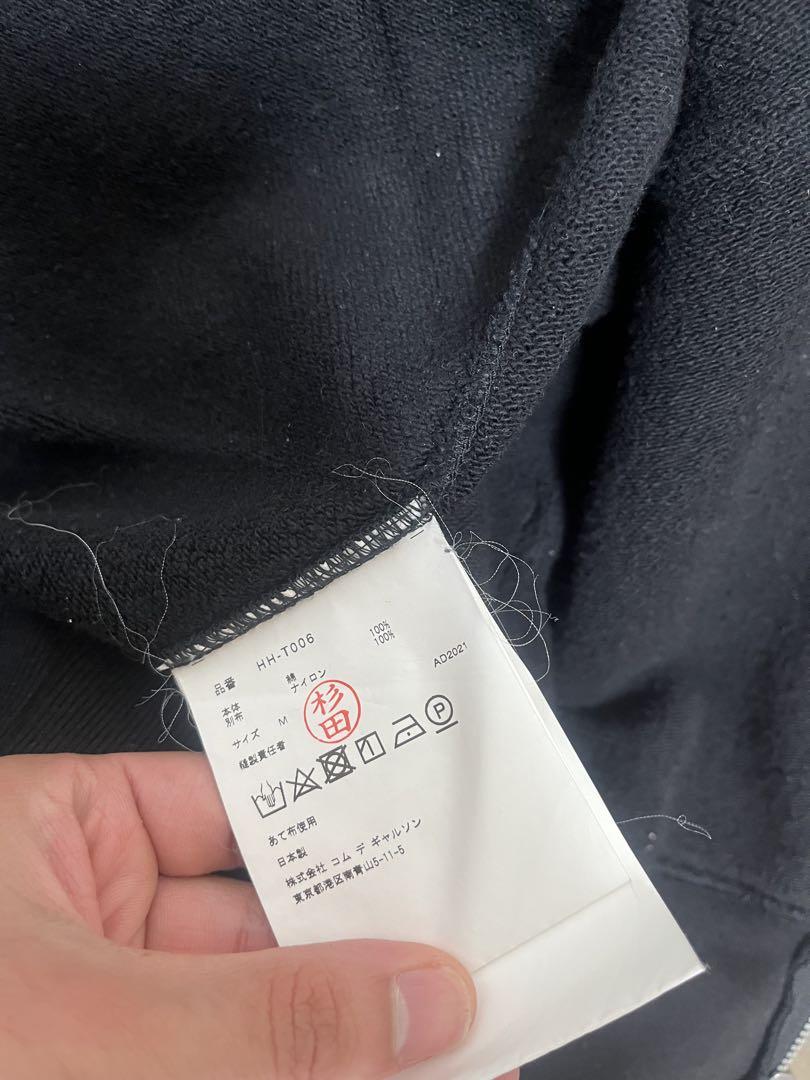 品番 HH-T006
本体 綿 100%
別布 ナイロン 100%
サイズ M AD2021
縫製責任者 杉田
P
あて布使用
日本製
株式会社 コム デ ギャルソン
東京都港区南青山5-11-5